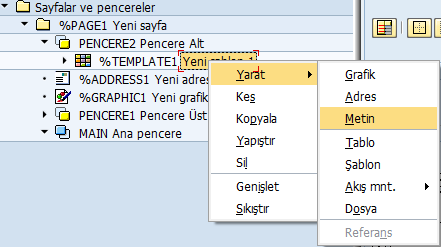 Sayfalar ve pencereler
%PAGE1 Yeni sayfa
PENCERE2 Pencere Alt
%TEMPLATE1 Yeni şablon 1
%ADDRESS1 Yeni adres
%GRAPHIC1 Yeni grafik
PENCERE1 Pencere Üst
MAIN Ana pencere
Yarat
Kes
Kopyala
Yapıştır
Sil
Genişlet
Sıkıştır
Grafik
Adres
Metin
Tablo
Şablon
Akış mnt.
Dosya
Referans